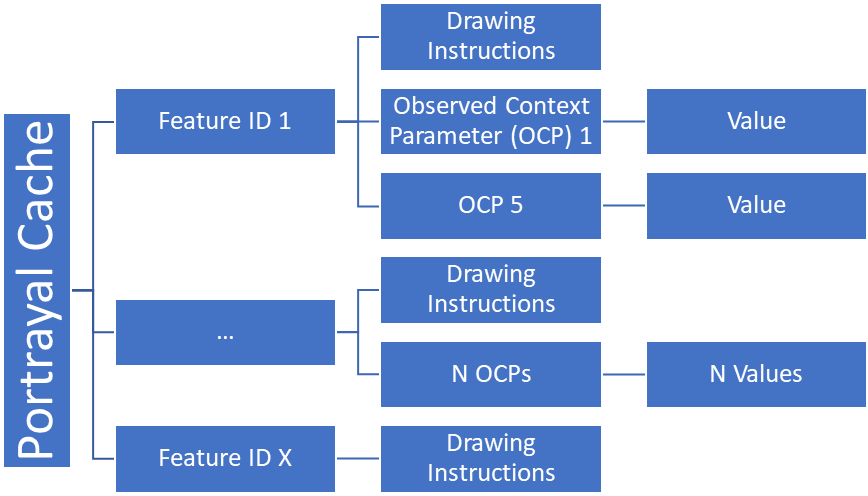 Portrayal Cache
Feature ID 1
Drawing
Instructions
Observed Context
Parameter (OCP) 1
Value
OCP 5
Value
...
Drawing
Instructions
N OCPs
N Values
Feature ID X
Drawing
Instructions